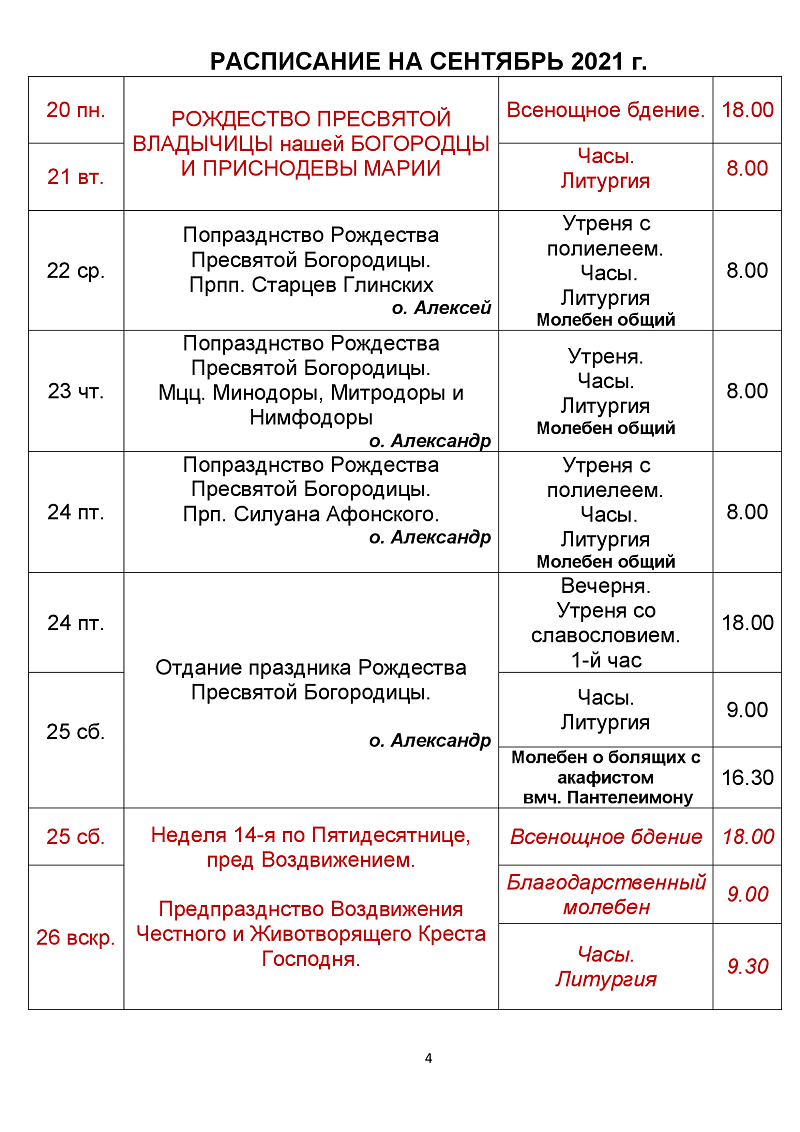 РАСПИСАНИЕ НА СЕНТЯБРЬ 2021 г.
20 пн.
РОЖДЕСТВО ПРЕСВЯТОЙ
ВЛАДЫЧИЦЫ нашей БОГОРОДЦЫ
И ПРИСНОДЕВЫ МАРИИ
Всенощное бдение.
18.00
21 вт.
Часы.
Литургия
8.00
22 ср.
Попразднство Рождества
Пресвятой Богородицы.
Прпп. Старцев Глинских
о. Алексей
Утреня с
полиелеем.
Часы.
Литургия
Молебен общий
8.00
23 чт.
Попразднство Рождества
Пресвятой Богородицы.
Мцц. Минодоры, Митродоры и
Нимфодоры
о. Александр
Утреня.
Часы.
Литургия
Молебен общий
8.00
24 пт.
Попразднство Рождества
Пресвятой Богородицы.
Прп. Силуана Афонского.
о. Александр
Утреня с
полиелеем.
Часы.
Литургия
Молебен общий
8.00
24 пт.
Отдание праздника Рождества
Пресвятой Богородицы.
о. Александр
Вечерня.
Утреня со
славословием.
1-й час
18.00
25 сб.
Часы.
Литургия
9.00
Молебен о болящих с
акафистом
вмч. Пантелеимону
16.30
25 сб.
Неделя 14-я по Пятидесятнице,
пред Воздвижением.
Предпразднство Воздвижения
Честного и Животворящего Креста
Господня.
Всенощное бдение
18.00
26 вскр.
Благодарственный
молебен
9.00
Часы.
Литургия
9.30
4